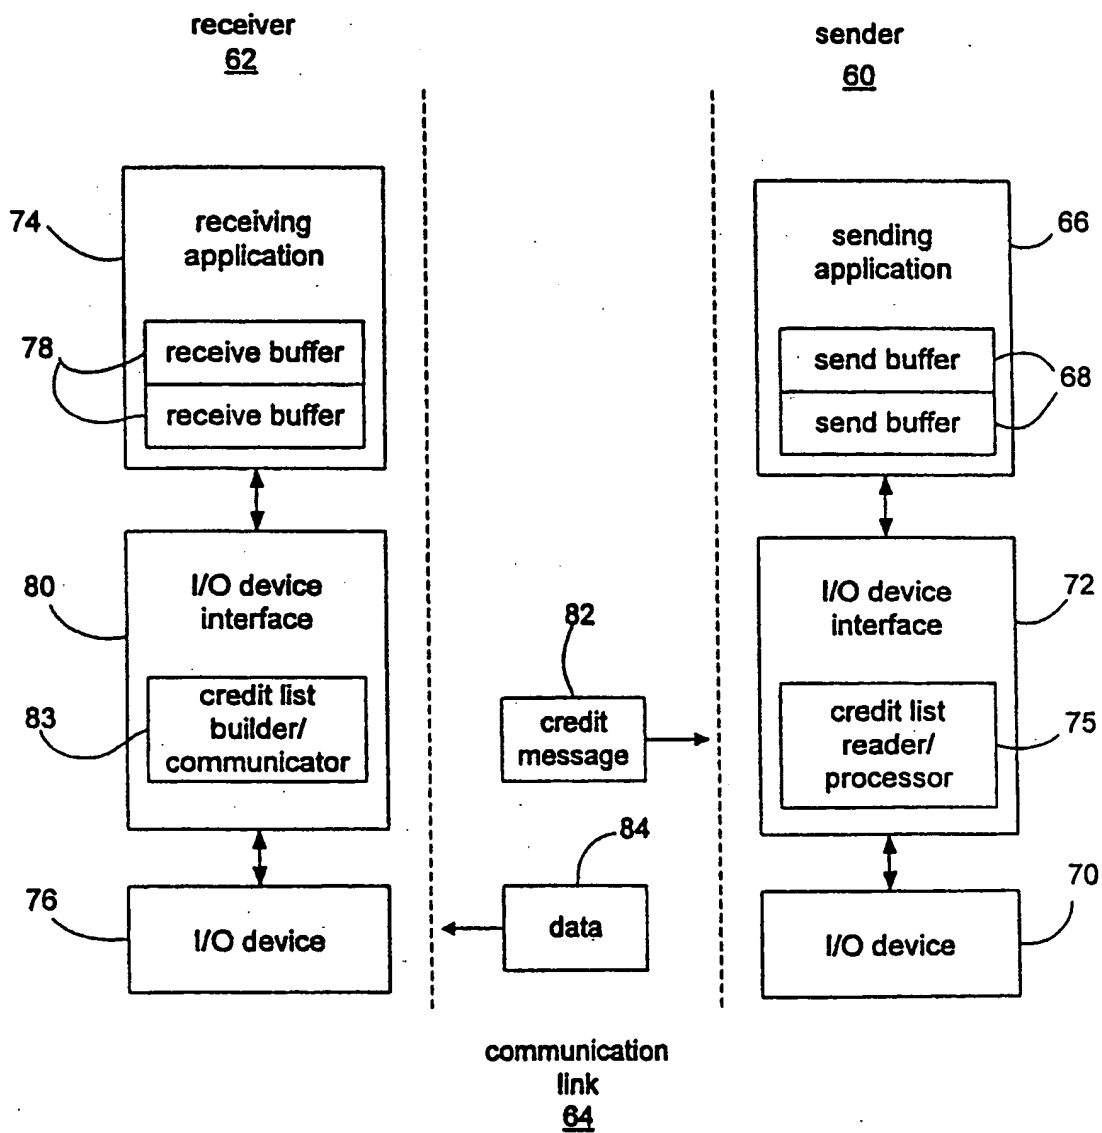 receiver
62
sender
60
74
receiving
application
78
receive buffer
receive buffer
66
sending
application
send buffer
send buffer
68
80
I/O device
interface
83
credit list
builder/
communicator
82
credit
message
72
I/O device
interface
75
credit list
reader/
processor
76
I/O device
84
data
70
I/O device
communication
link
64